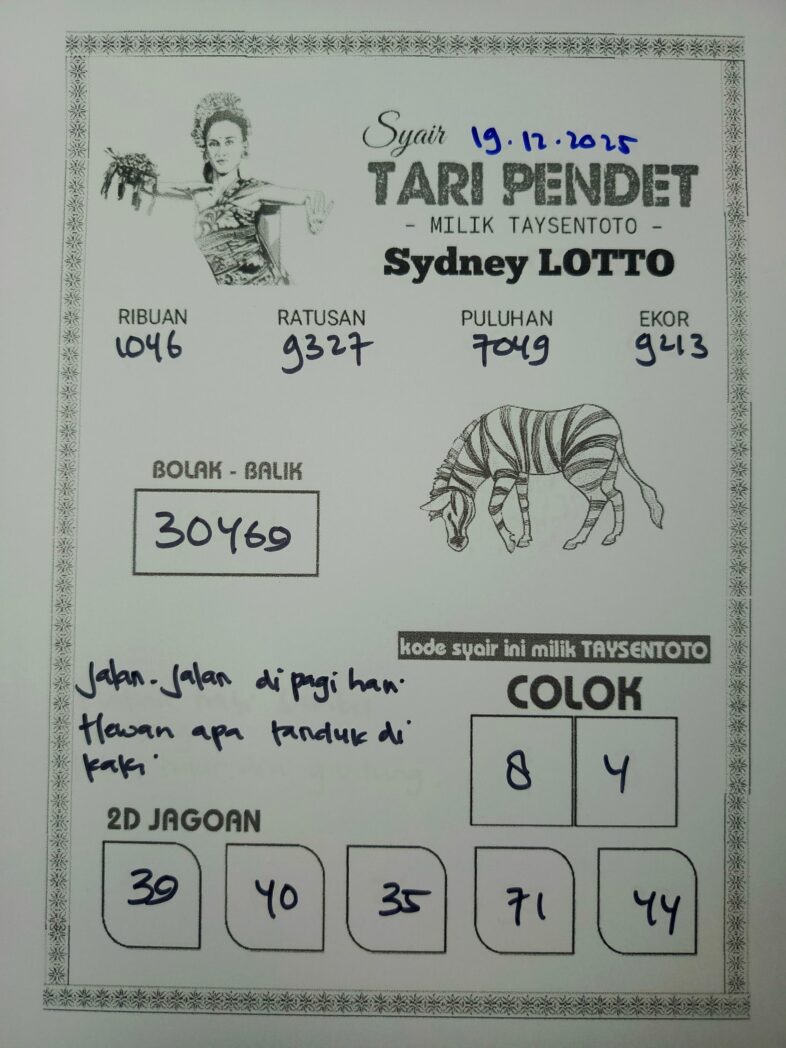 Syair 19.12.2025
TARI PENDET
- MILIK TAYSENTOTO -
Sydney LOTTO
RIBUAN RATUSAN PULUHAN EKOR
1046 9327 7049 9213
BOLAK - BALIK
30469
kode syair ini milik TAYSENTOTO
Jalan-Jalan di pagi hari
Hewan apa tanduk di
kaki
COLOK
8 4
2D JAGOAN
39 40 35 71 44